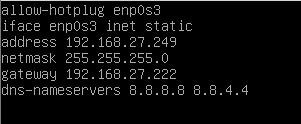 allow-hotplug enp0s3
iface enp0s3 inet static
address 192.168.27.249
netmask 255.255.255.0
gateway 192.168.27.222
dns-nameservers 8.8.8.8 8.8.4.4